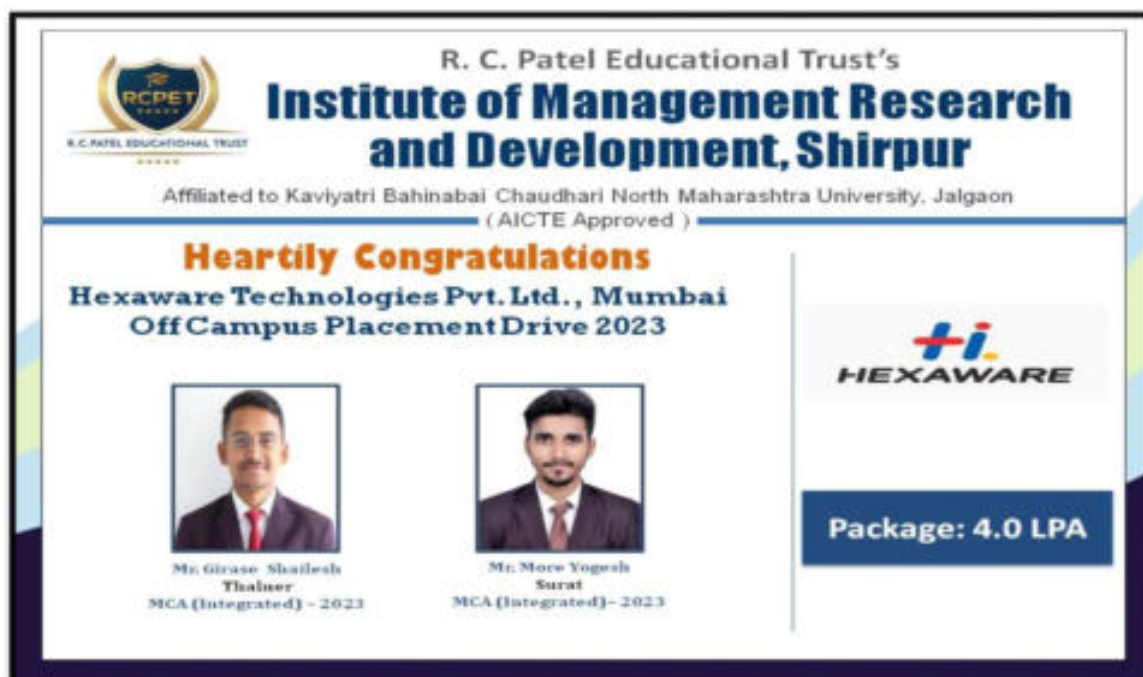 R. C. Patel Educational Trust's
RCPET
R. C. PATEL EDUCATIONAL TRUST
Institute of Management Research
and Development, Shirpur
Affiliated to Kaviyatri Bahinabai Chaudhari North Maharashtra University, Jalgaon
( AICTE Approved )
Heartily Congratulations
Hexaware Technologies Pvt. Ltd., Mumbai
Off Campus Placement Drive 2023
Hi.
HEXAWARE
Package: 4.0 LPA
Mr. Girase Shailesh
Thalner
MCA (Integrated) - 2023
Mr. More Yogesh
Surat
MCA (Integrated)- 2023